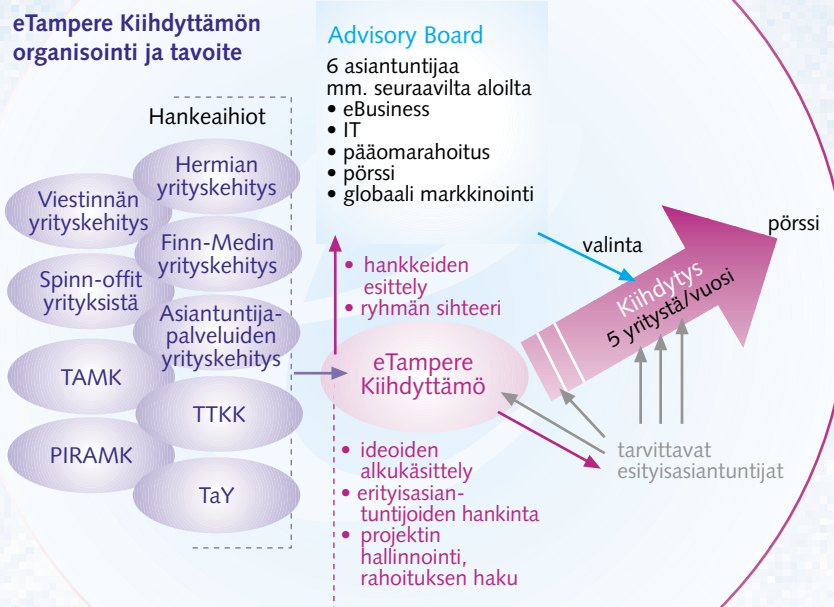 eTampere Kiihdyttämön
organisointi ja tavoite
Hankeaihiot
Hermian
yrityskehitys
Viestinnän
yrityskehitys
Finn-Medin
yrityskehitys
Spinn-offit
yrityksistä
Asiantuntija-
palveluiden
yrityskehitys
TAMK
TTKK
PIRAMK
TaY
Advisory Board
6 asiantuntijaa
mm. seuraavilta aloilta
• eBusiness
• IT
• pääomarahoitus
• pörssi
• globaali markkinointi
• hankkeiden
esittely
• ryhmän sihteeri
eTampere
Kiihdyttämö
• ideoiden
alkukäsittely
• erityisasian-
tuntijoiden hankinta
• projektin
hallinnointi,
rahoituksen haku
valinta
Kiihdytys
5 yritystä/vuosi
pörssi
tarvittavat
esityisasiantuntijat